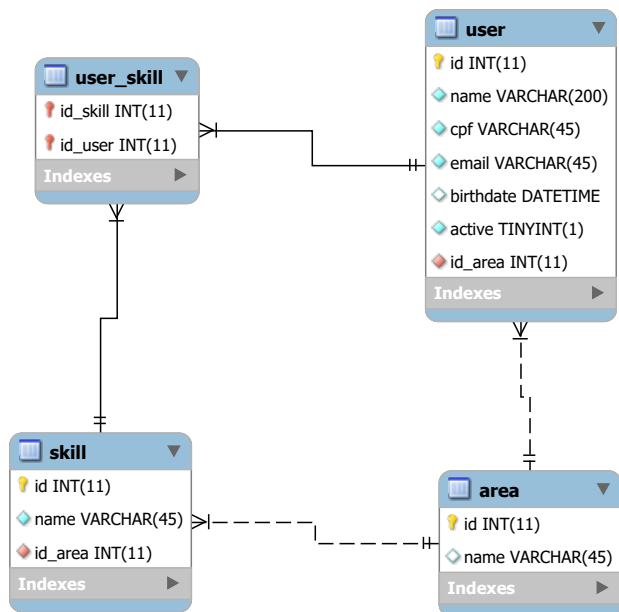 user
id INT(11)
name VARCHAR(200)
cpf VARCHAR(45)
email VARCHAR(45)
birthdate DATETIME
active TINYINT(1)
id_area INT(11)
Indexes
user_skill
id_skill INT(11)
id_user INT(11)
Indexes
skill
id INT(11)
name VARCHAR(45)
id_area INT(11)
Indexes
area
id INT(11)
name VARCHAR(45)
Indexes